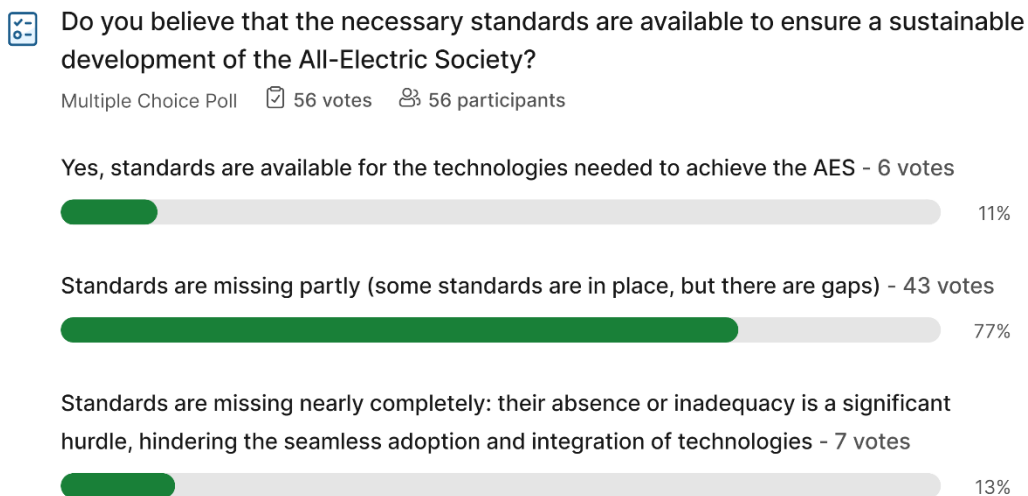 Do you believe that the necessary standards are available to ensure a sustainable
development of the All-Electric Society?
Multiple Choice Poll 56 votes 56 participants
Yes, standards are available for the technologies needed to achieve the AES - 6 votes
11%
Standards are missing partly (some standards are in place, but there are gaps) - 43 votes
77%
Standards are missing nearly completely: their absence or inadequacy is a significant
hurdle, hindering the seamless adoption and integration of technologies - 7 votes
13%